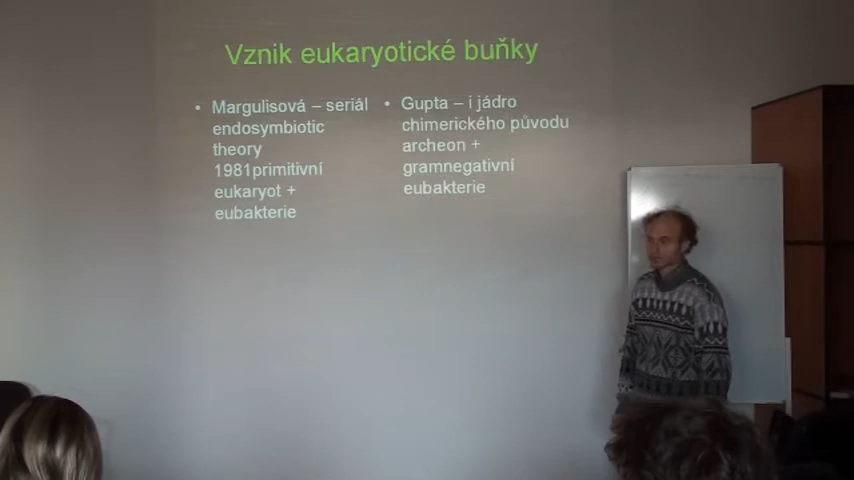 Vznik eukaryotické buňky
• Margulisová – seriál
endosymbiotic
theory
1981primitivní
eukaryot +
eubakterie
• Gupta – i jádro
chimerického původu
archeon +
gramnegativní
eubakterie